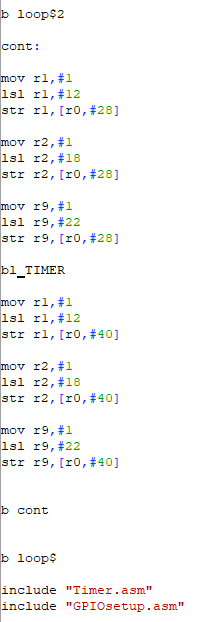 b loop$2
cont:
mov r1,#1
lsl r1,#12
str r1,[r0,#28]
mov r2,#1
lsl r2,#18
str r2,[r0,#28]
mov r9,#1
lsl r9,#22
str r9,[r0,#28]
bl_TIMER
mov r1,#1
lsl r1,#12
str r1,[r0,#40]
mov r2,#1
lsl r2,#18
str r2,[r0,#40]
mov r9,#1
lsl r9,#22
str r9,[r0,#40]
b cont
b loop$
include "Timer.asm"
include "GPIOsetup.asm"